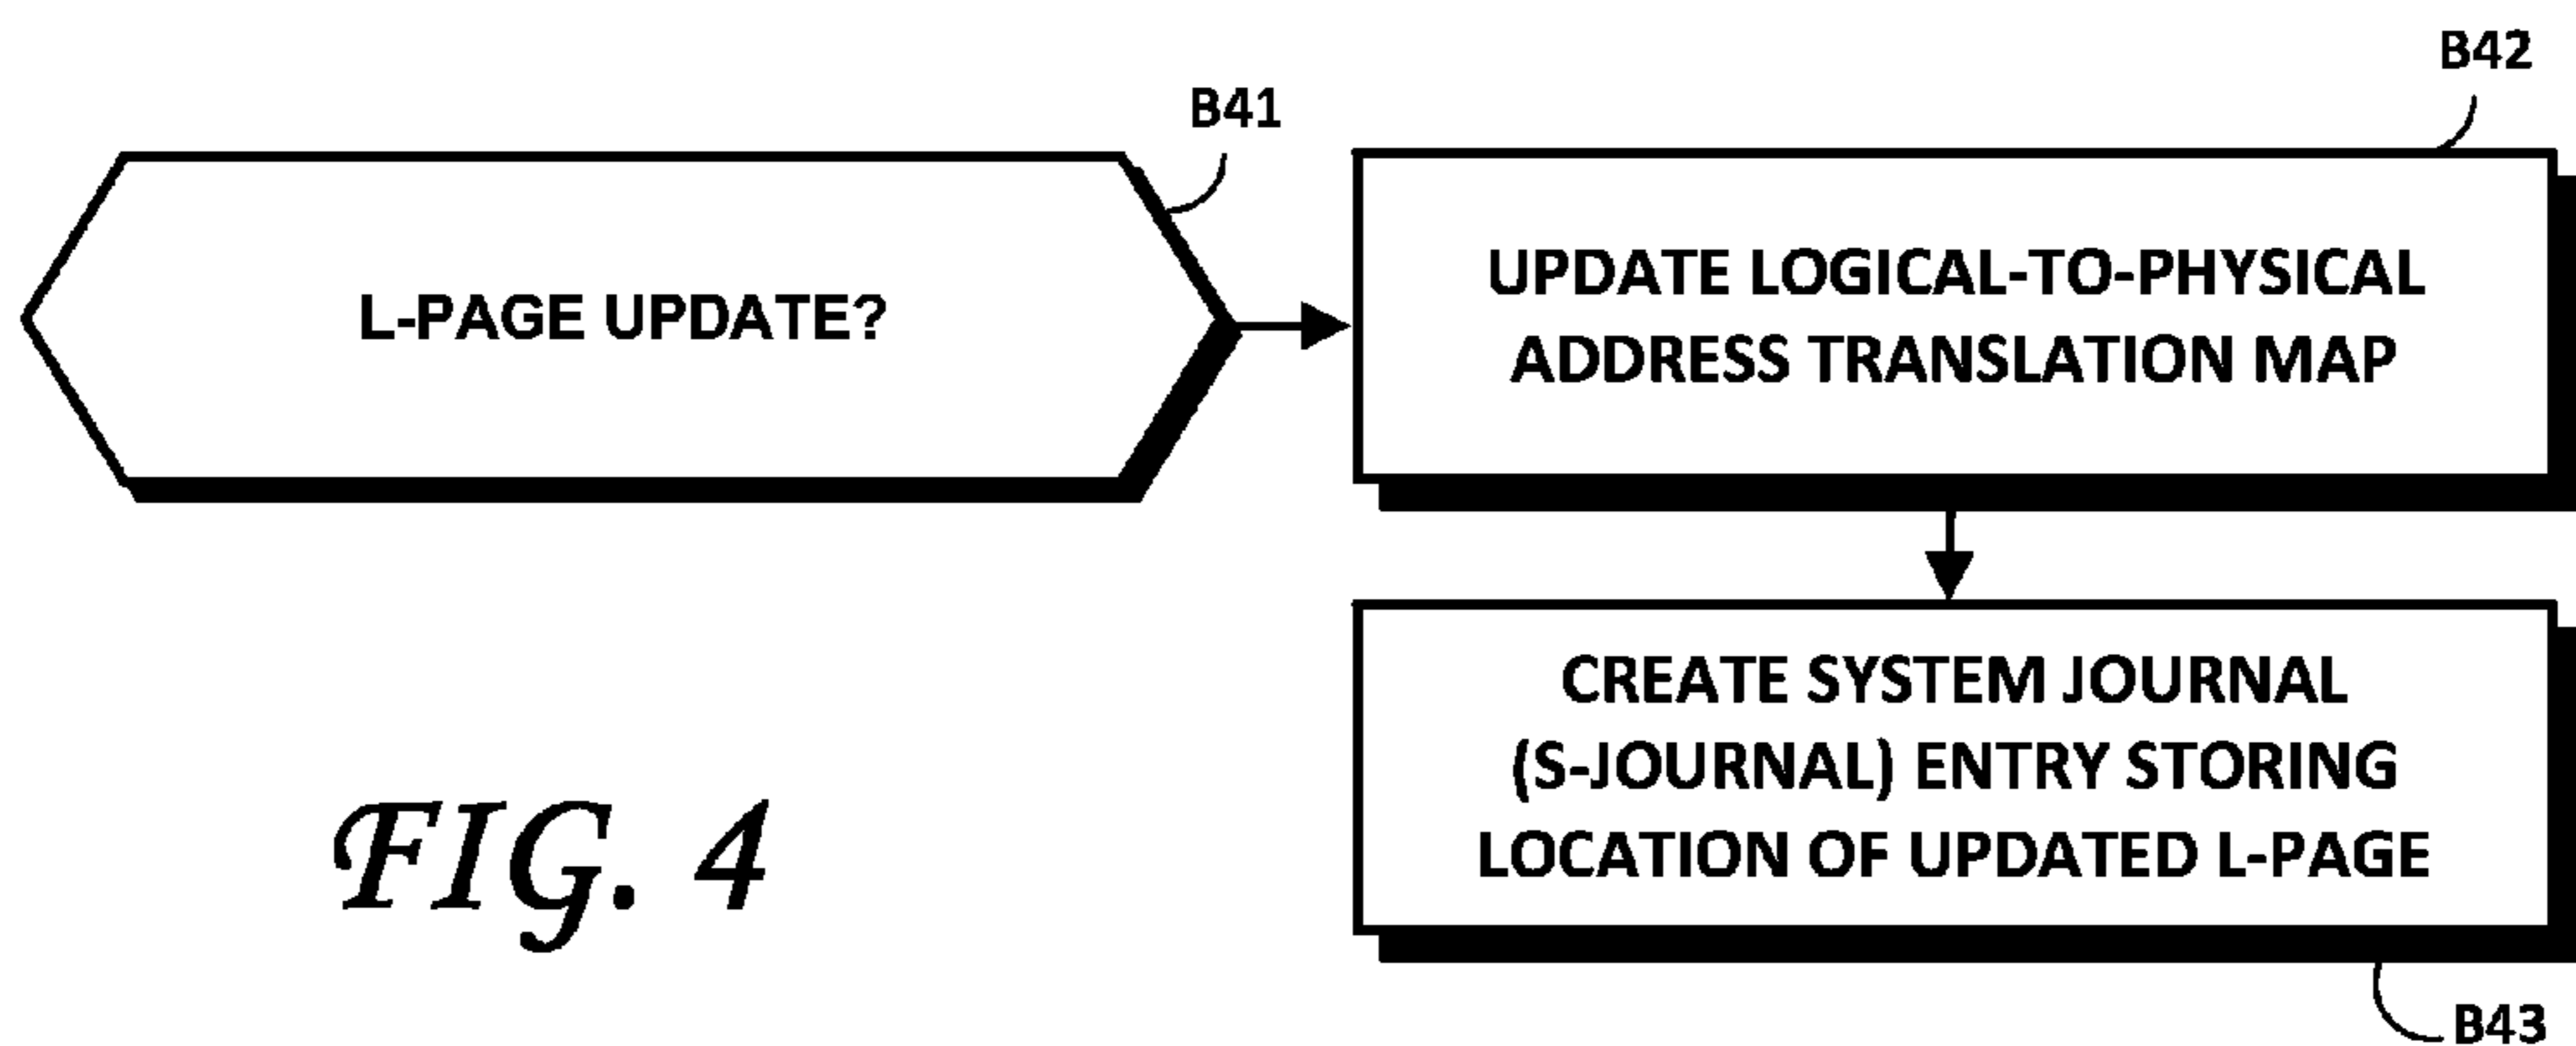 B41
B42
L-PAGE UPDATE?
UPDATE LOGICAL-TO-PHYSICAL
ADDRESS TRANSLATION MAP
CREATE SYSTEM JOURNAL
(S-JOURNAL) ENTRY STORING
LOCATION OF UPDATED L-PAGE
B43
FIG. 4